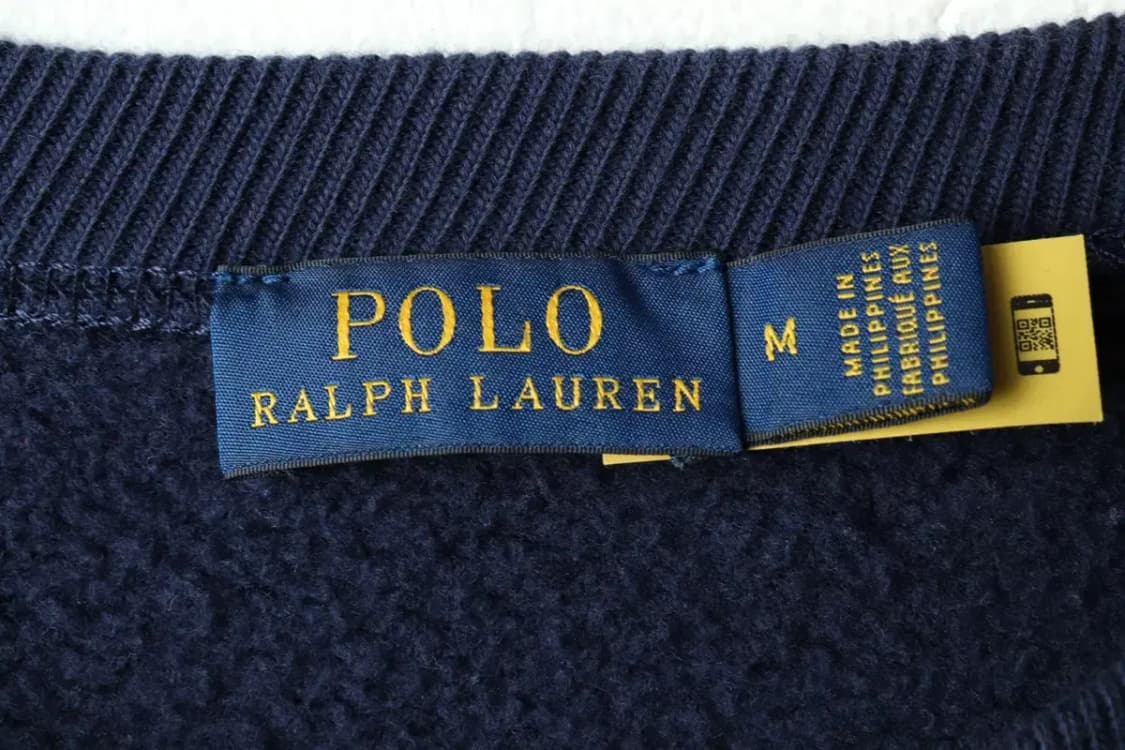 POLO
RALPH LAUREN
M
MADE IN
PHILIPPINES
FABRIQUÉ AUX
PHILIPPINES